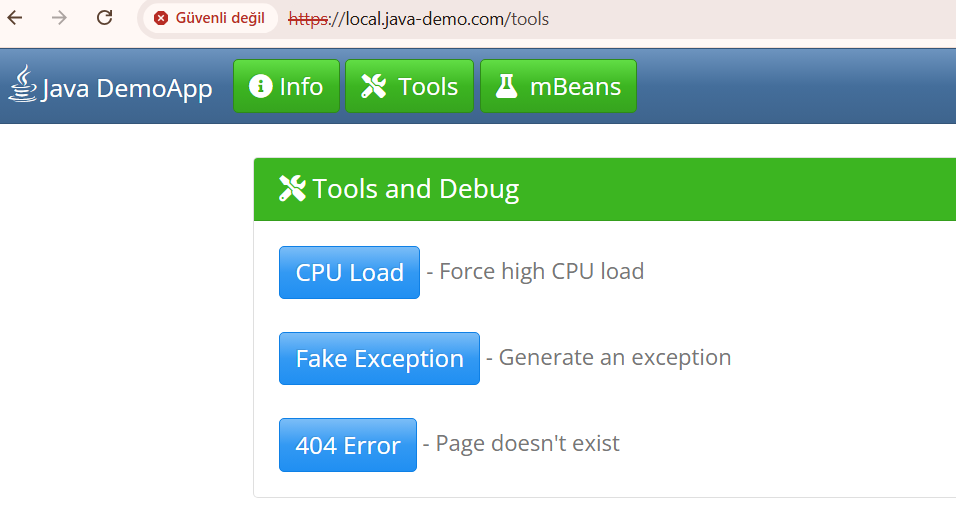 Güvenli değil https://local.java-demo.com/tools
Java DemoApp Info Tools mBeans
Tools and Debug
CPU Load - Force high CPU load
Fake Exception - Generate an exception
404 Error - Page doesn't exist